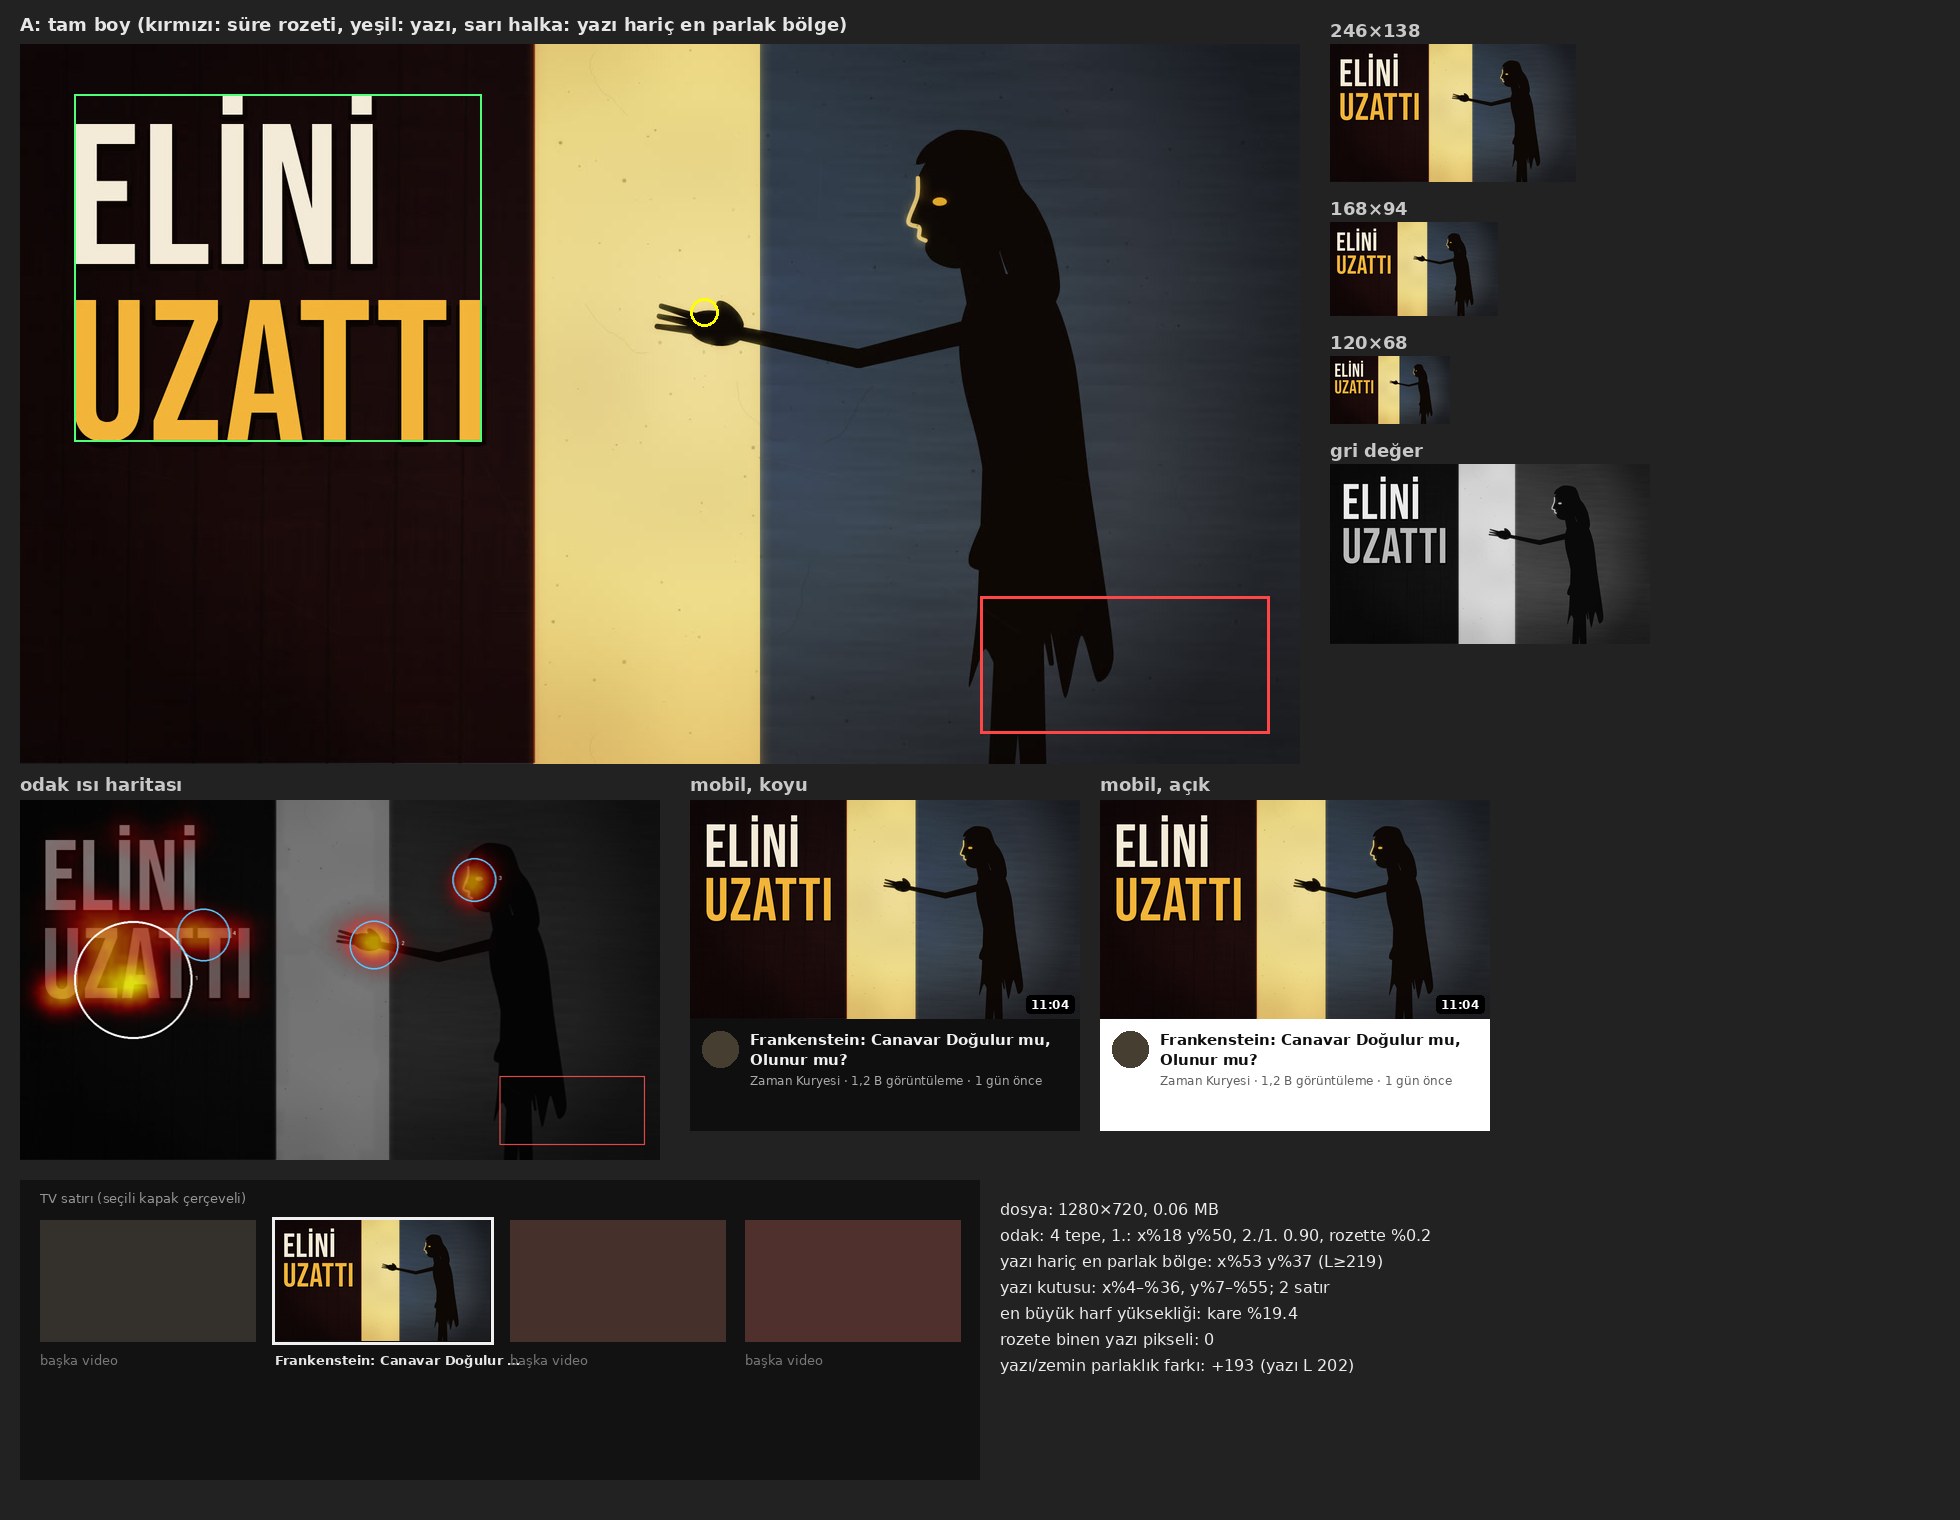 A: tam boy (kırmızı: süre rozeti, yeşil: yazı, sarı halka: yazı hariç en parlak bölge)
ELİNİ
UZATTI
246×138
ELİNİ
UZATTI
168×94
ELİNİ
UZATTI
120×68
ELİNİ
UZATTI
gri değer
ELİNİ
UZATTI
odak ısı haritası
ELİNİ
UZATTI
1
2
3
4
mobil, koyu
ELİNİ
UZATTI
11:04
Frankenstein: Canavar Doğulur mu,
Olunur mu?
Zaman Kuryesi · 1,2 B görüntüleme · 1 gün önce
mobil, açık
ELİNİ
UZATTI
11:04
Frankenstein: Canavar Doğulur mu,
Olunur mu?
Zaman Kuryesi · 1,2 B görüntüleme · 1 gün önce
TV satırı (seçili kapak çerçeveli)
ELİNİ
UZATTI
başka video
Frankenstein: Canavar Doğulur ...
başka video
başka video
dosya: 1280×720, 0.06 MB
odak: 4 tepe, 1.: x%18 y%50, 2./1. 0.90, rozette %0.2
yazı hariç en parlak bölge: x%53 y%37 (L≥219)
yazı kutusu: x%4–%36, y%7–%55; 2 satır
en büyük harf yüksekliği: kare %19.4
rozete binen yazı pikseli: 0
yazı/zemin parlaklık farkı: +193 (yazı L 202)